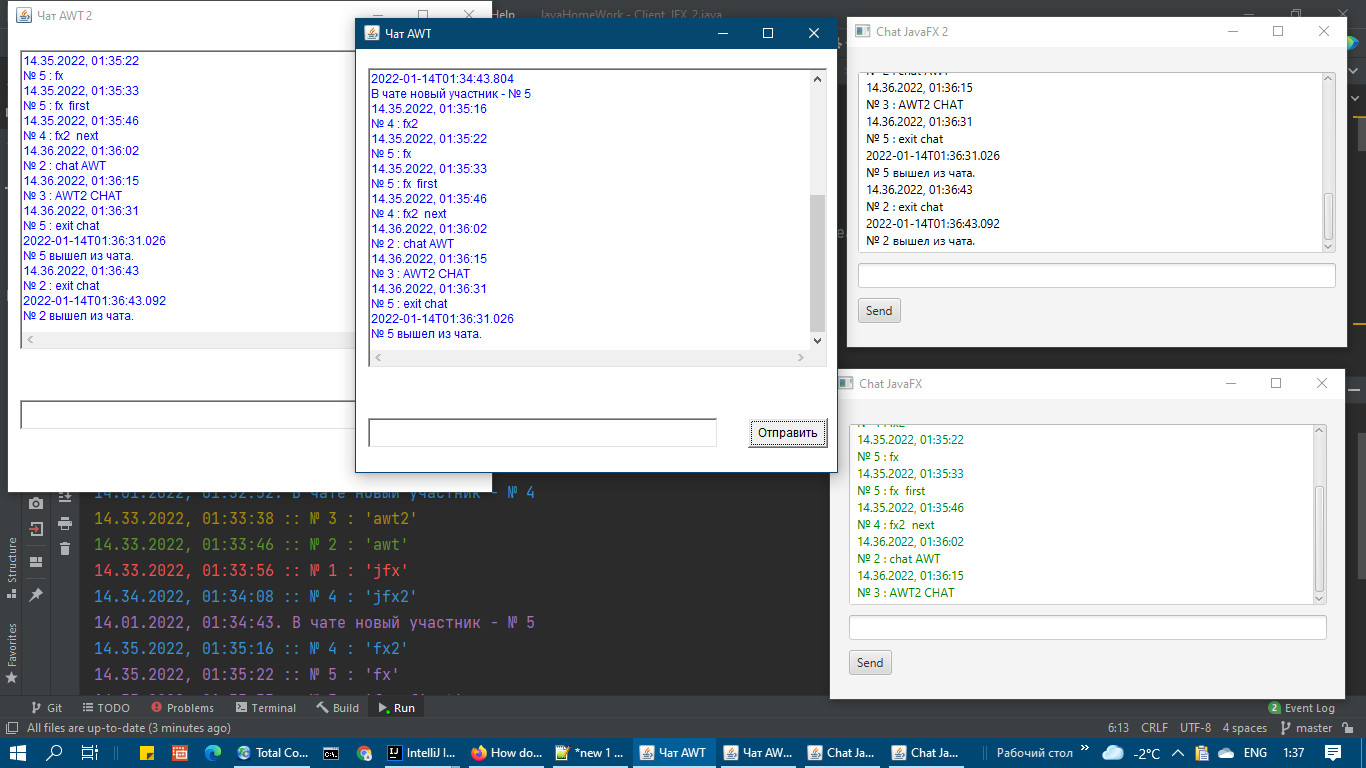 Чат AWT 2
Help
JavaHomeWork - Client_JFX_2.java
14.35.2022, 01:35:22
№ 5 : fx
14.35.2022, 01:35:33
№ 5 : fx  first
14.35.2022, 01:35:46
№ 4 : fx2  next
14.36.2022, 01:36:02
№ 2 : chat AWT
14.36.2022, 01:36:15
№ 3 : AWT2 CHAT
14.36.2022, 01:36:31
№ 5 : exit chat
2022-01-14T01:36:31.026
№ 5 вышел из чата.
14.36.2022, 01:36:43
№ 2 : exit chat
2022-01-14T01:36:43.092
№ 2 вышел из чата.
Чат AWT
2022-01-14T01:34:43.804
В чате новый участник - № 5
14.35.2022, 01:35:16
№ 4 : fx2
14.35.2022, 01:35:22
№ 5 : fx
14.35.2022, 01:35:33
№ 5 : fx  first
14.35.2022, 01:35:46
№ 4 : fx2  next
14.36.2022, 01:36:02
№ 2 : chat AWT
14.36.2022, 01:36:15
№ 3 : AWT2 CHAT
14.36.2022, 01:36:31
№ 5 : exit chat
2022-01-14T01:36:31.026
№ 5 вышел из чата.
Отправить
Chat JavaFX 2
14.36.2022, 01:36:15
№ 3 : AWT2 CHAT
14.36.2022, 01:36:31
№ 5 : exit chat
2022-01-14T01:36:31.026
№ 5 вышел из чата.
14.36.2022, 01:36:43
№ 2 : exit chat
2022-01-14T01:36:43.092
№ 2 вышел из чата.
Send
Chat JavaFX
14.35.2022, 01:35:22
№ 5 : fx
14.35.2022, 01:35:33
№ 5 : fx  first
14.35.2022, 01:35:46
№ 4 : fx2  next
14.36.2022, 01:36:02
№ 2 : chat AWT
14.36.2022, 01:36:15
№ 3 : AWT2 CHAT
Send
14.01.2022, 01:32:52. В чате новый участник - № 4
14.33.2022, 01:33:38 :: № 3 : 'awt2'
14.33.2022, 01:33:46 :: № 2 : 'awt'
14.33.2022, 01:33:56 :: № 1 : 'jfx'
14.34.2022, 01:34:08 :: № 4 : 'jfx2'
14.01.2022, 01:34:43. В чате новый участник - № 5
14.35.2022, 01:35:16 :: № 4 : 'fx2'
14.35.2022, 01:35:22 :: № 5 : 'fx'
Structure
Favorites
Git
TODO
Problems
Terminal
Build
Run
2
Event Log
All files are up-to-date (3 minutes ago)
6:13
CRLF
UTF-8
4 spaces
master
Total Co...
IntelliJ I...
How do...
*new 1 ...
Чат AWT
Чат AW...
Chat Ja...
Chat Ja...
Рабочий стол
-2°C
ENG
1:37